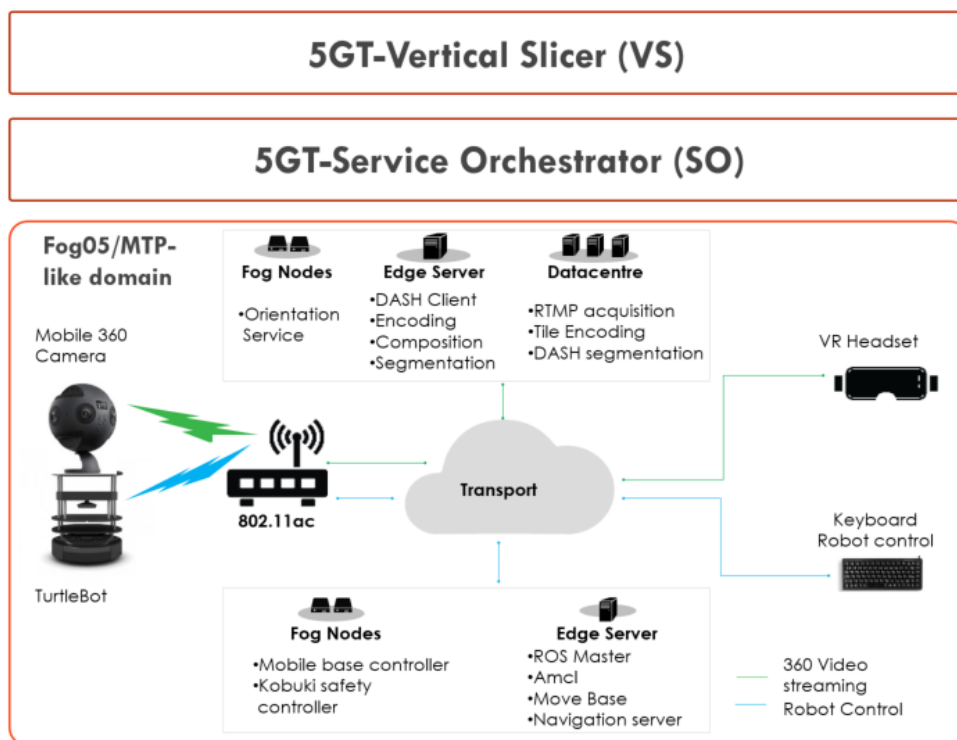 5GT-Vertical Slicer (VS)
5GT-Service Orchestrator (SO)
Fog05/MTP-
like domain
Mobile 360
Camera
TurtleBot
Fog Nodes
•Orientation
Service
Edge Server
•DASH Client
•Encoding
•Composition
•Segmentation
Datacentre
•RTMP acquisition
•Tile Encoding
•DASH segmentation
802.11ac
Transport
VR Headset
Keyboard
Robot control
Fog Nodes
•Mobile base controller
•Kobuki safety
controller
Edge Server
•ROS Master
•Amcl
•Move Base
•Navigation server
360 Video
streaming
Robot Control